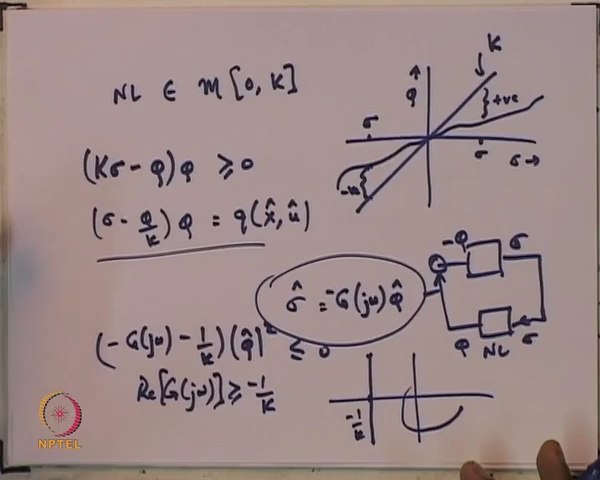 NL ∈ M[0, K]
K
φ
+ve
σ
σ
σ→
-ve
(Kσ - φ) φ ≥ 0
(σ - φ/K) φ = q(x̂, û)
-φ
σ
σ̂ = -G(jω) φ̂
φ
NL
σ
(-G(jω) - 1/K)(φ̂)² ≤ 0
Re[G(jω)] ≥ -1/K
-1/K
NPTEL